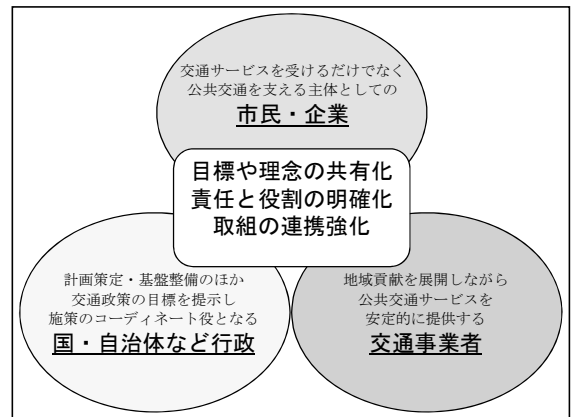 交通サービスを受けるだけでなく
公共交通を支える主体としての
市民・企業
目標や理念の共有化
責任と役割の明確化
取組の連携強化
計画策定・基盤整備のほか
交通政策の目標を提示し
施策のコーディネート役となる
国・自治体など行政
地域貢献を展開しながら
公共交通サービスを
安定的に提供する
交通事業者